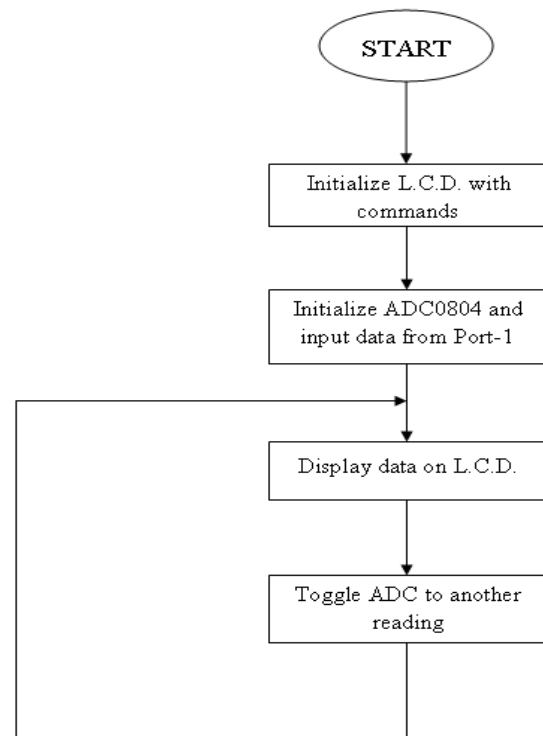 START
Initialize L.C.D. with
commands
Initialize ADC0804 and
input data from Port-1
Display data on L.C.D.
Toggle ADC to another
reading